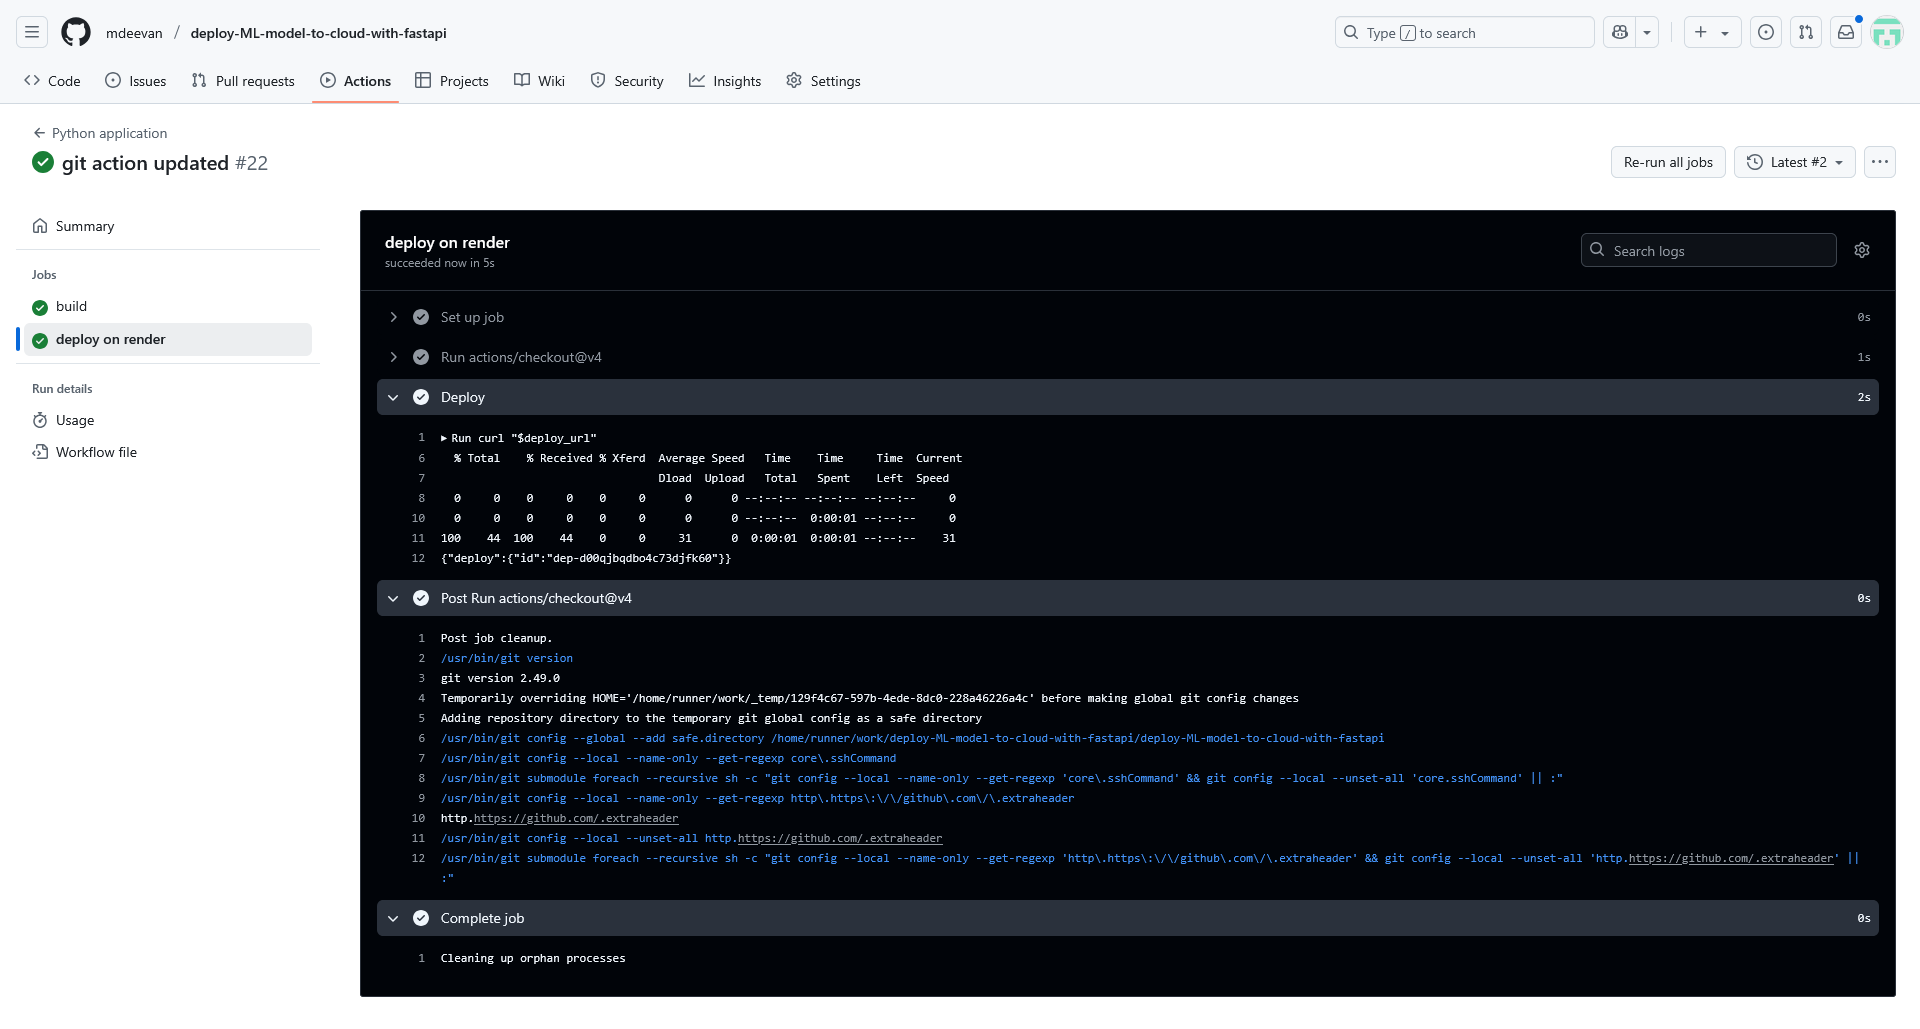 mdeevan / deploy-ML-model-to-cloud-with-fastapi
Type / to search
Code Issues Pull requests Actions Projects Wiki Security Insights Settings
Python application
git action updated #22
Re-run all jobs
Latest #2
Summary
Jobs
build
deploy on render
Run details
Usage
Workflow file
deploy on render
succeeded now in 5s
Search logs
Set up job 0s
Run actions/checkout@v4 1s
Deploy 2s
1 Run curl "$deploy_url"
6 % Total % Received % Xferd Average Speed Time Time Time Current
7 Dload Upload Total Spent Left Speed
8 0 0 0 0 0 0 0 0 --:--:-- --:--:-- --:--:-- 0
10 0 0 0 0 0 0 0 0 --:--:-- 0:00:01 --:--:-- 0
11 100 44 100 44 0 0 31 0 0:00:01 0:00:01 --:--:-- 31
12 {"deploy":{"id":"dep-d00qjbqdbo4c73djfk60"}}
Post Run actions/checkout@v4 0s
1 Post job cleanup.
2 /usr/bin/git version
3 git version 2.49.0
4 Temporarily overriding HOME='/home/runner/work/_temp/129f4c67-597b-4ede-8dc0-228a46226a4c' before making global git config changes
5 Adding repository directory to the temporary git global config as a safe directory
6 /usr/bin/git config --global --add safe.directory /home/runner/work/deploy-ML-model-to-cloud-with-fastapi/deploy-ML-model-to-cloud-with-fastapi
7 /usr/bin/git config --local --name-only --get-regexp core\.sshCommand
8 /usr/bin/git submodule foreach --recursive sh -c "git config --local --name-only --get-regexp 'core\.sshCommand' && git config --local --unset-all 'core.sshCommand' || :"
9 /usr/bin/git config --local --name-only --get-regexp http\.https\:\/\/github\.com\/\.extraheader
10 http.https://github.com/.extraheader
11 /usr/bin/git config --local --unset-all http.https://github.com/.extraheader
12 /usr/bin/git submodule foreach --recursive sh -c "git config --local --name-only --get-regexp 'http\.https\:\/\/github\.com\/\.extraheader' && git config --local --unset-all 'http.https://github.com/.extraheader' ||
:"
Complete job 0s
1 Cleaning up orphan processes